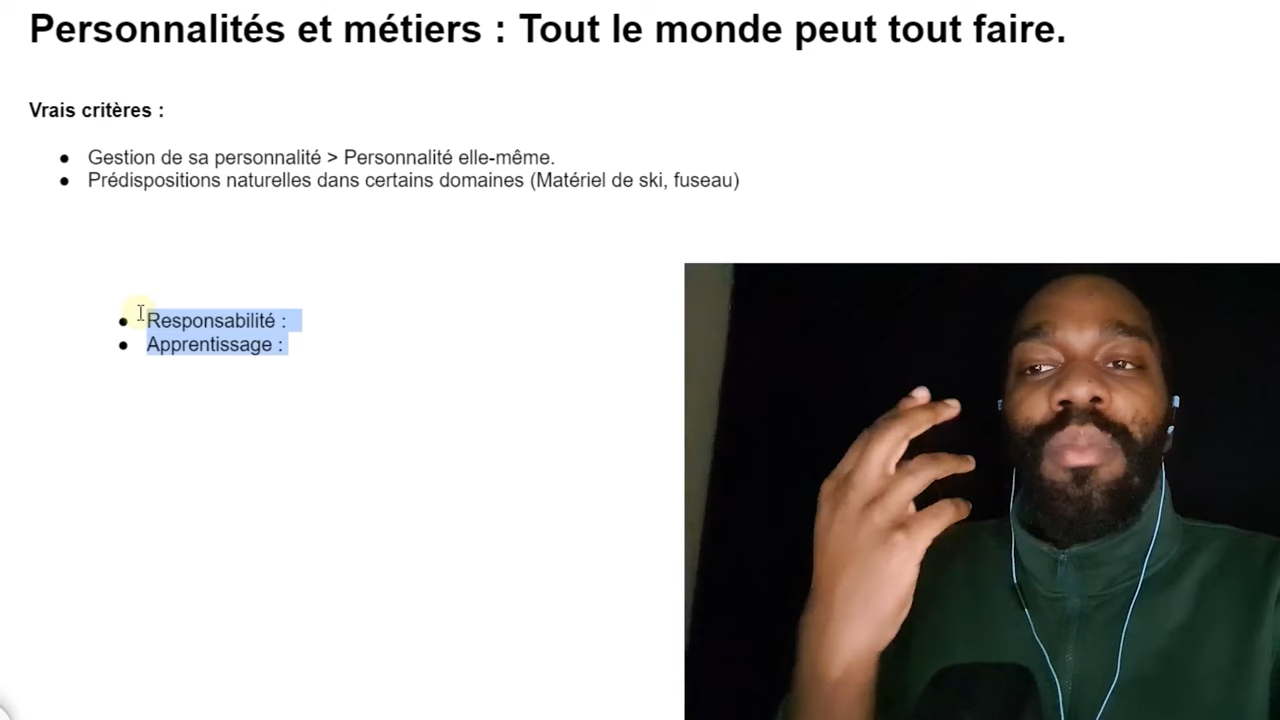 Personnalités et métiers : Tout le monde peut tout faire.
Vrais critères :
● Gestion de sa personnalité > Personnalité elle-même.
● Prédispositions naturelles dans certains domaines (Matériel de ski, fuseau)
● Responsabilité :
● Apprentissage :